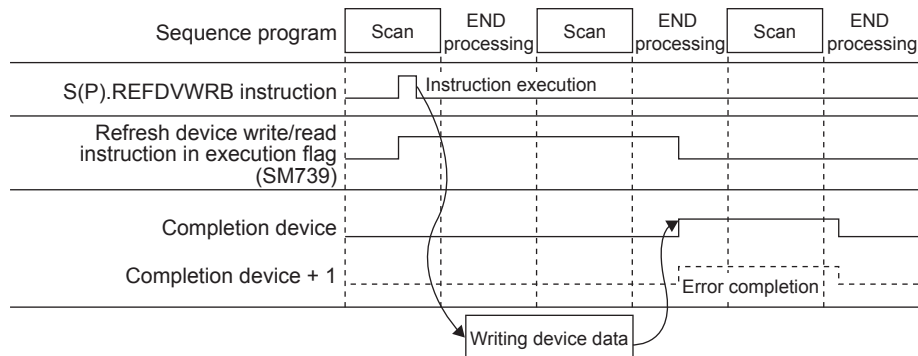 Sequence program
Scan
END
processing
Scan
END
processing
Scan
END
processing
S(P).REFDVWRB instruction
Instruction execution
Refresh device write/read
instruction in execution flag
(SM739)
Completion device
Completion device + 1
Error completion
Writing device data